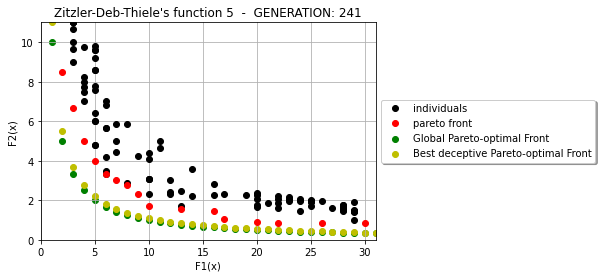 Zitzler-Deb-Thiele's function 5 - GENERATION: 241
10
8
6
4
2
0
F2(x)
0 5 10 15 20 25 30
F1(x)
individuals
pareto front
Global Pareto-optimal Front
Best deceptive Pareto-optimal Front